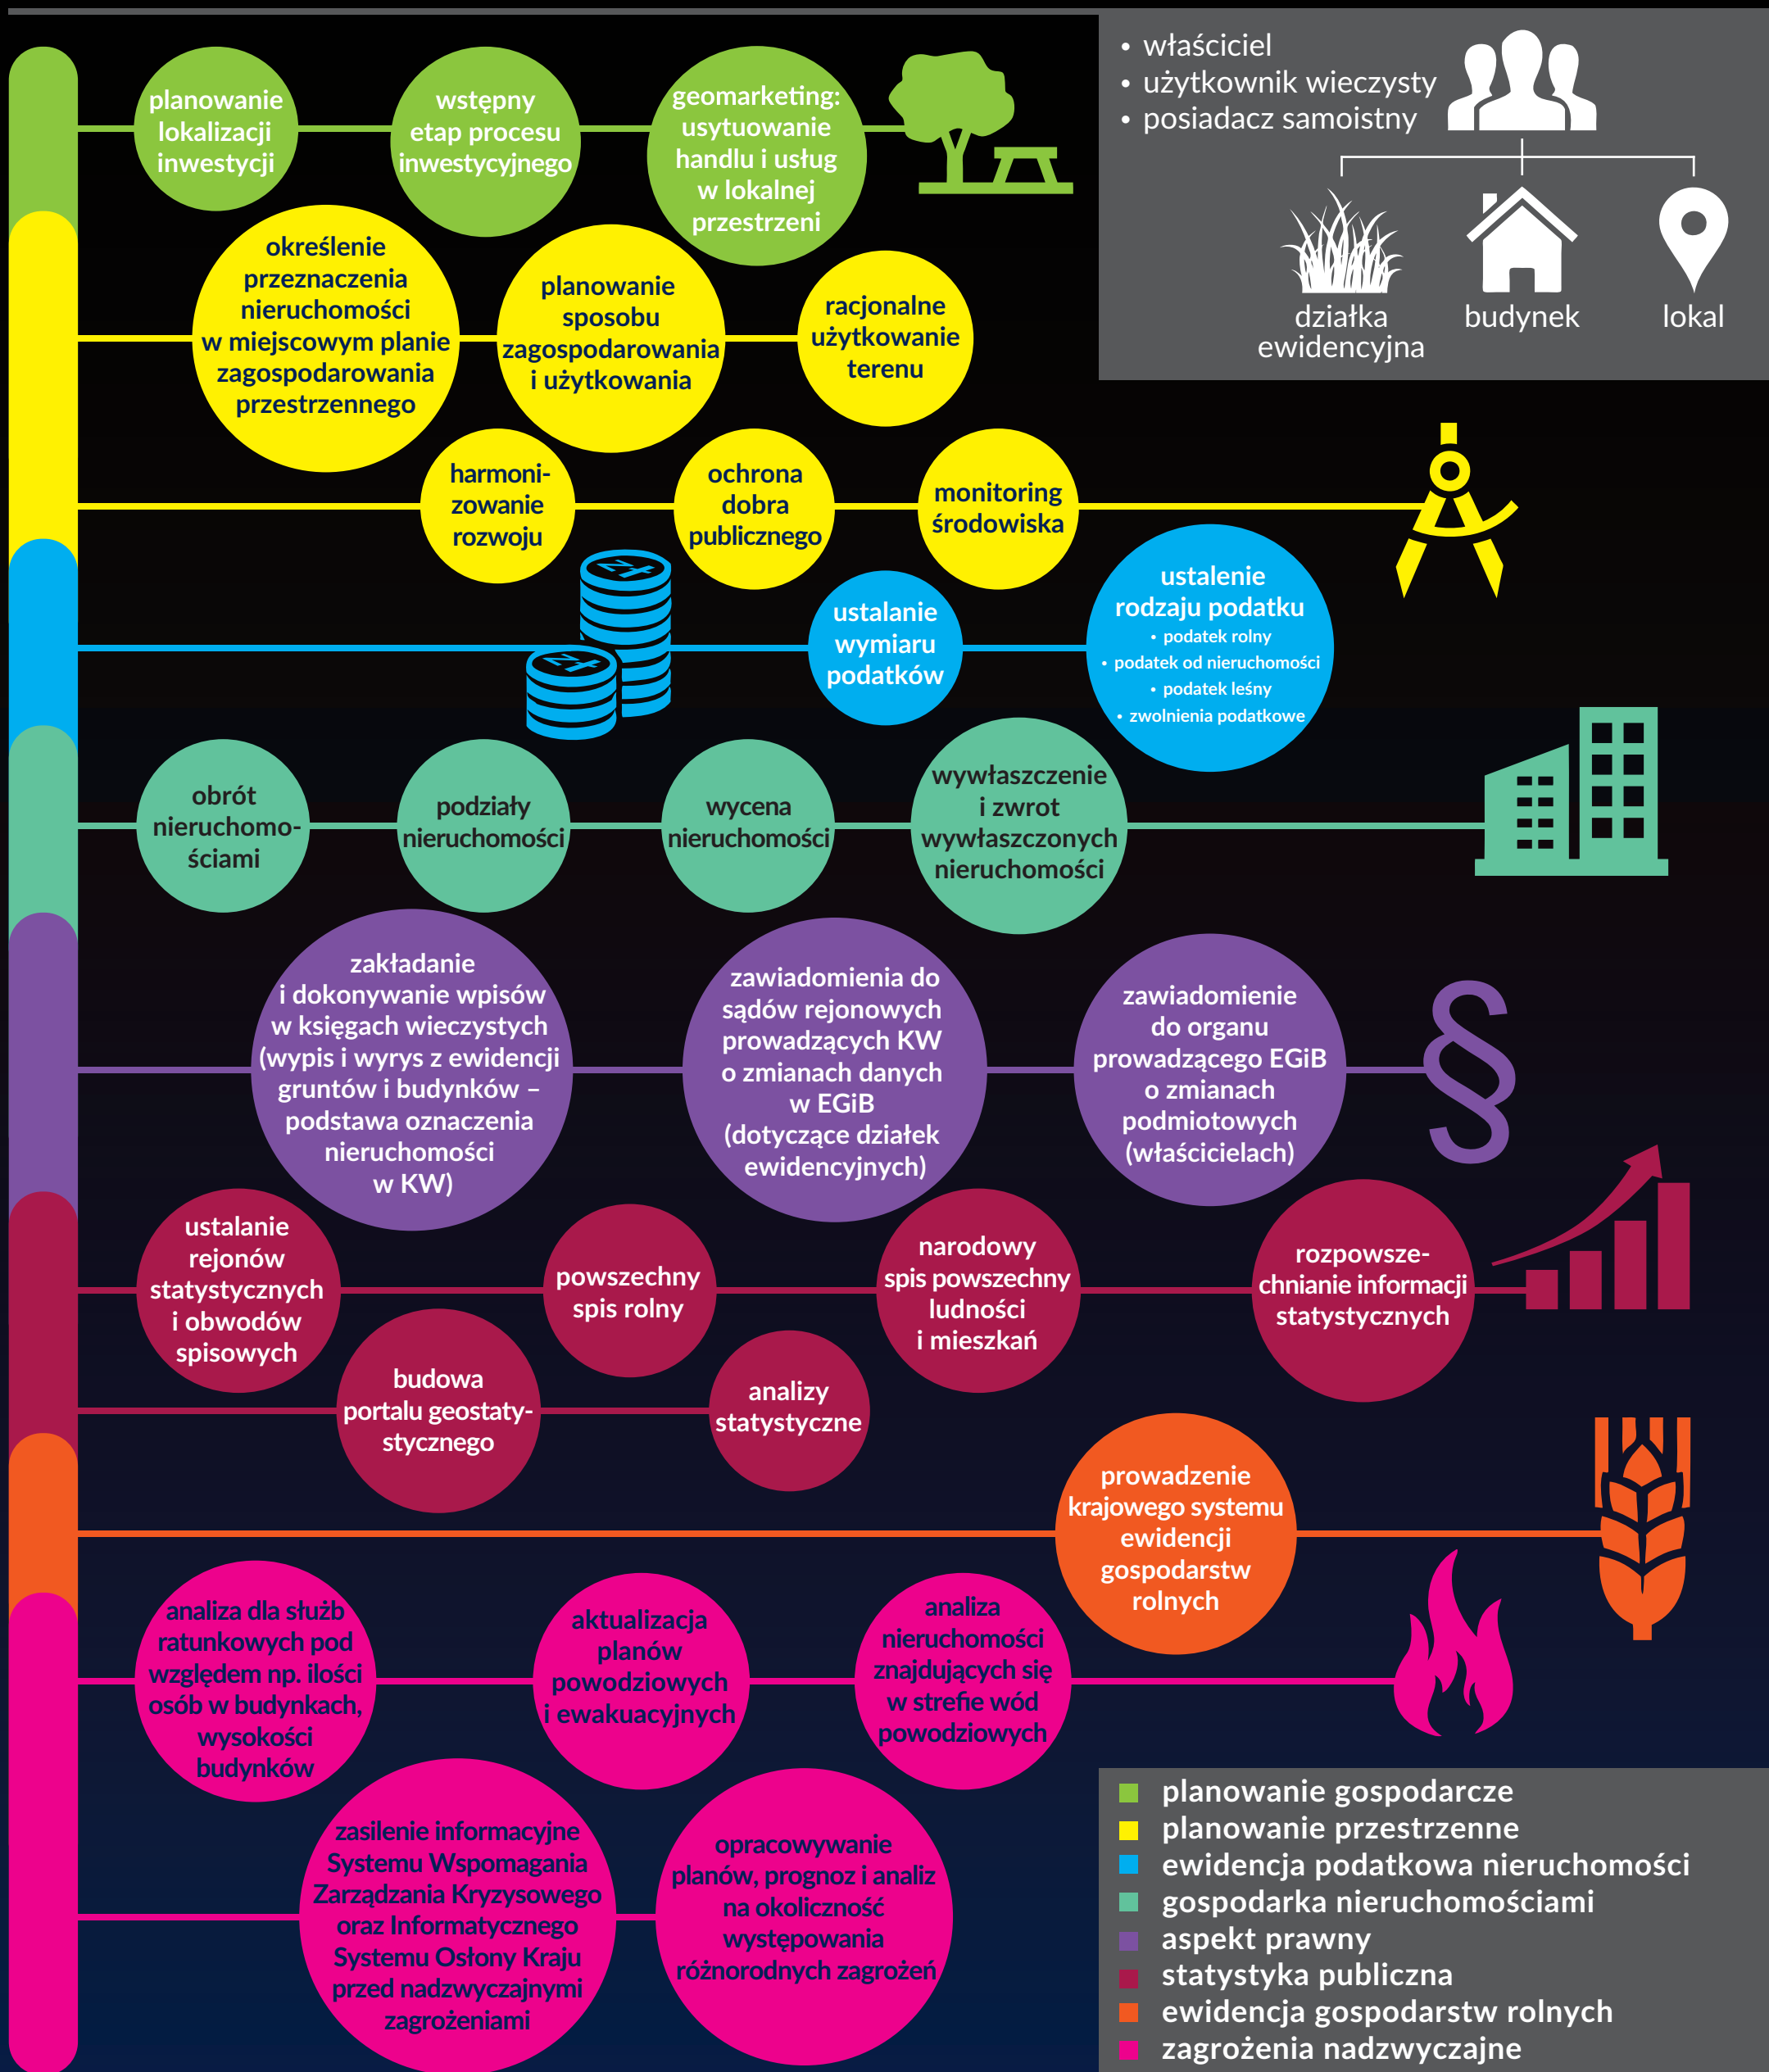 planowanie
lokalizacji
inwestycji
wstępny
etap procesu
inwestycyjnego
geomarketing:
usytuowanie
handlu i usług
w lokalnej
przestrzeni
• właściciel
• użytkownik wieczysty
• posiadacz samoistny
działka
ewidencyjna
budynek
lokal
określenie
przeznaczenia
nieruchomości
w miejscowym planie
zagospodarowania
przestrzennego
planowanie
sposobu
zagospodarowania
i użytkowania
racjonalne
użytkowanie
terenu
harmoni-
zowanie
rozwoju
ochrona
dobra
publicznego
monitoring
środowiska
zł
zł
ustalanie
wymiaru
podatków
ustalenie
rodzaju podatku
• podatek rolny
• podatek od nieruchomości
• podatek leśny
• zwolnienia podatkowe
obrót
nieruchomo-
ściami
podziały
nieruchomości
wycena
nieruchomości
wywłaszczenie
i zwrot
wywłaszczonych
nieruchomości
zakładanie
i dokonywanie wpisów
w księgach wieczystych
(wypis i wyrys z ewidencji
gruntów i budynków –
podstawa oznaczenia
nieruchomości
w KW)
zawiadomienia do
sądów rejonowych
prowadzących KW
o zmianach danych
w EGiB
(dotyczące działek
ewidencyjnych)
zawiadomienie
do organu
prowadzącego EGiB
o zmianach
podmiotowych
(właścicielach)
§
ustalanie
rejonów
statystycznych
i obwodów
spisowych
powszechny
spis rolny
narodowy
spis powszechny
ludności
i mieszkań
rozpowsze-
chnianie informacji
statystycznych
budowa
portalu geostaty-
stycznego
analizy
statystyczne
prowadzenie
krajowego systemu
ewidencji
gospodarstw
rolnych
analiza dla służb
ratunkowych pod
względem np. ilości
osób w budynkach,
wysokości
budynków
aktualizacja
planów
powodziowych
i ewakuacyjnych
analiza
nieruchomości
znajdujących się
w strefie wód
powodziowych
zasilenie informacyjne
Systemu Wspomagania
Zarządzania Kryzysowego
oraz Informatycznego
Systemu Osłony Kraju
przed nadzwyczajnymi
zagrożeniami
opracowywanie
planów, prognoz i analiz
na okoliczność
występowania
różnorodnych zagrożeń
planowanie gospodarcze
planowanie przestrzenne
ewidencja podatkowa nieruchomości
gospodarka nieruchomościami
aspekt prawny
statystyka publiczna
ewidencja gospodarstw rolnych
zagrożenia nadzwyczajne